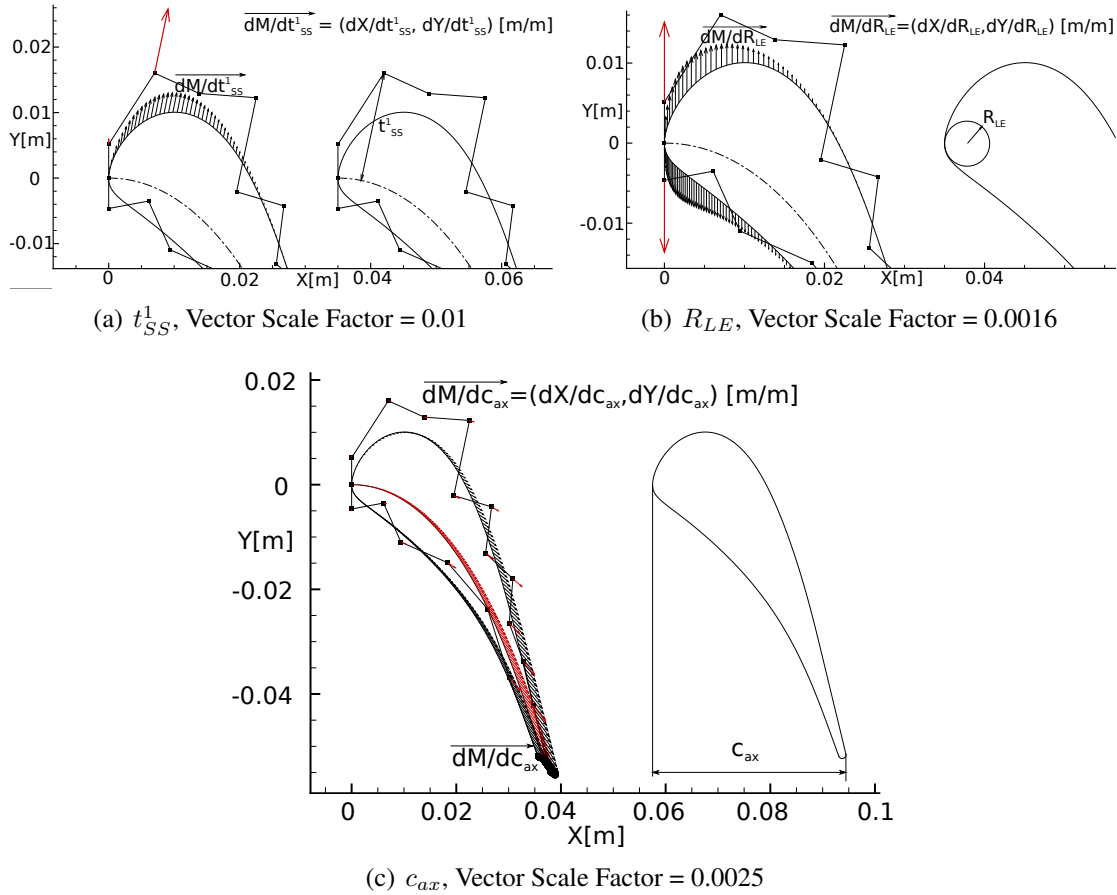 dM/dt¹SS = (dX/dt¹SS, dY/dt¹SS) [m/m]
0.02
dM/dt¹SS
0.01
Y[m]
t¹SS
0
-0.01
0
0.02
0.04
0.06
X[m]
(a) t¹SS, Vector Scale Factor = 0.01
dM/dRLE=(dX/dRLE,dY/dRLE) [m/m]
dM/dRLE
0.01
Y[m]
RLE
0
-0.01
0
0.02
0.04
X[m]
(b) RLE, Vector Scale Factor = 0.0016
0.02
dM/dcax=(dX/dcax,dY/dcax) [m/m]
0
Y[m]
-0.02
-0.04
dM/dcax
cax
0
0.02
0.04
0.06
0.08
0.1
X[m]
(c) cax, Vector Scale Factor = 0.0025